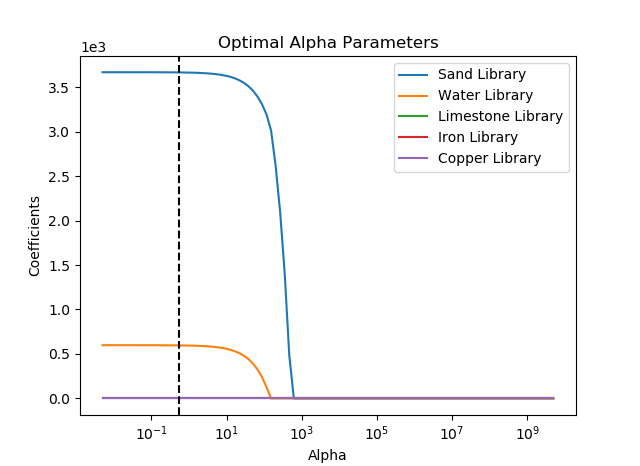 Optimal Alpha Parameters
1e3
3.5
3.0
2.5
2.0
1.5
1.0
0.5
0.0
Coefficients
Sand Library
Water Library
Limestone Library
Iron Library
Copper Library
10⁻¹ 10¹ 10³ 10⁵ 10⁷ 10⁹
Alpha